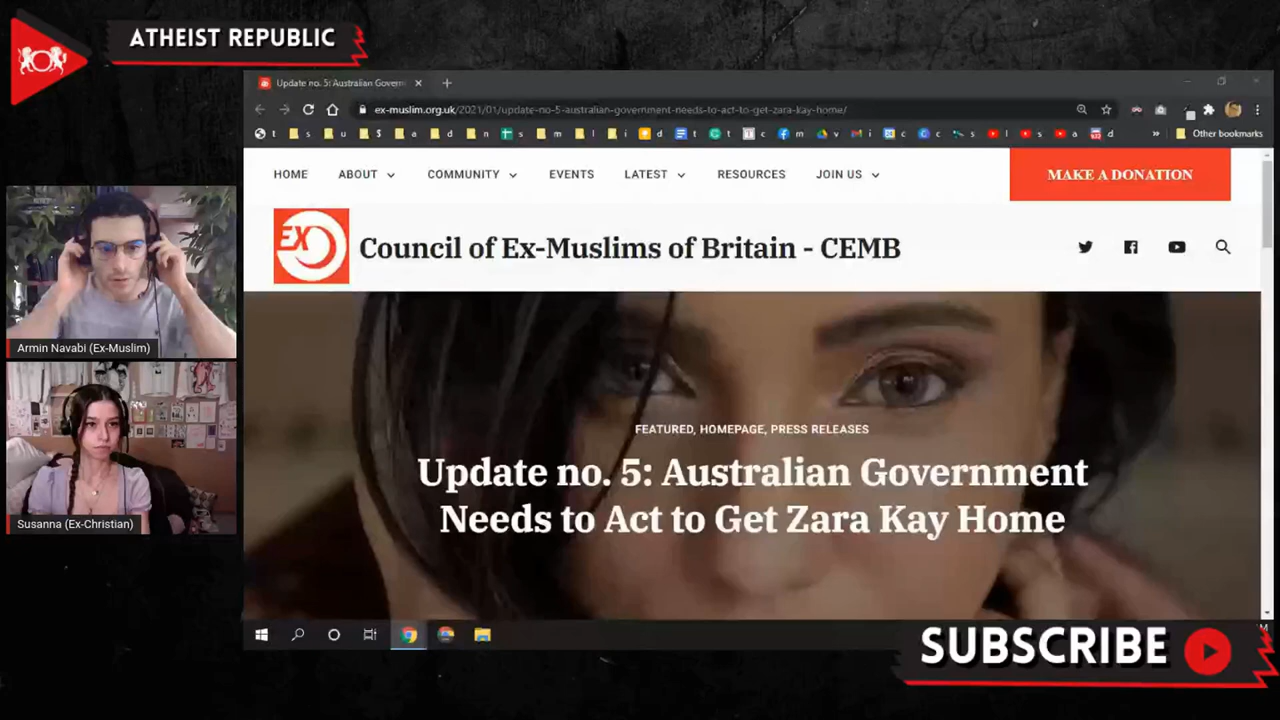 ATHEIST REPUBLIC
Update no. 5: Australian Govern
ex-muslim.org.uk/2021/01/update-no-5-australian-government-needs-to-act-to-get-zara-kay-home/
Other bookmarks
HOME ABOUT COMMUNITY EVENTS LATEST RESOURCES JOIN US MAKE A DONATION
EX
Council of Ex-Muslims of Britain - CEMB
Armin Navabi (Ex-Muslim)
Susanna (Ex-Christian)
FEATURED, HOMEPAGE, PRESS RELEASES
Update no. 5: Australian Government
Needs to Act to Get Zara Kay Home
SUBSCRIBE